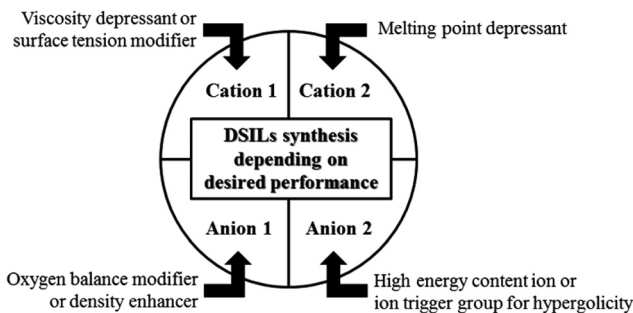 Viscosity depressant or
surface tension modifier
Melting point depressant
Cation 1
Cation 2
DSILs synthesis
depending on
desired performance
Anion 1
Anion 2
Oxygen balance modifier
or density enhancer
High energy content ion or
ion trigger group for hypergolicity